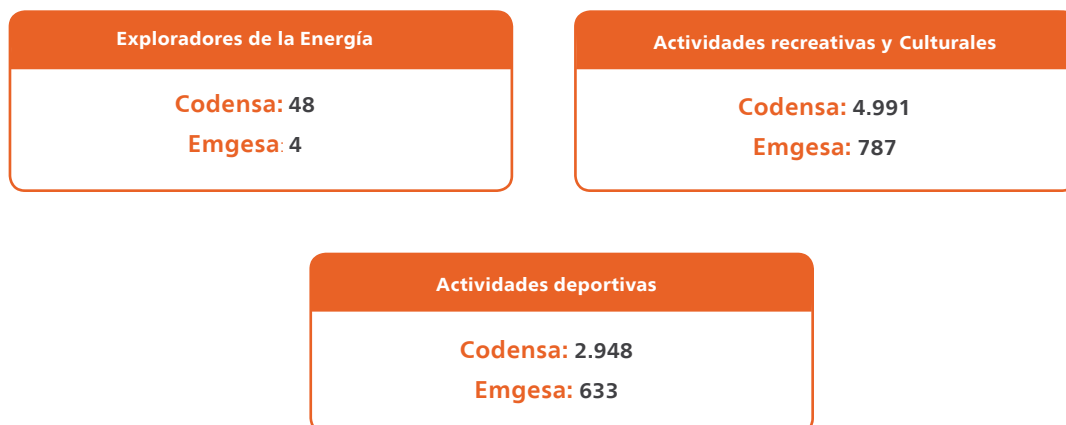 Exploradores de la Energía
Codensa: 48
Emgesa: 4
Actividades recreativas y Culturales
Codensa: 4.991
Emgesa: 787
Actividades deportivas
Codensa: 2.948
Emgesa: 633